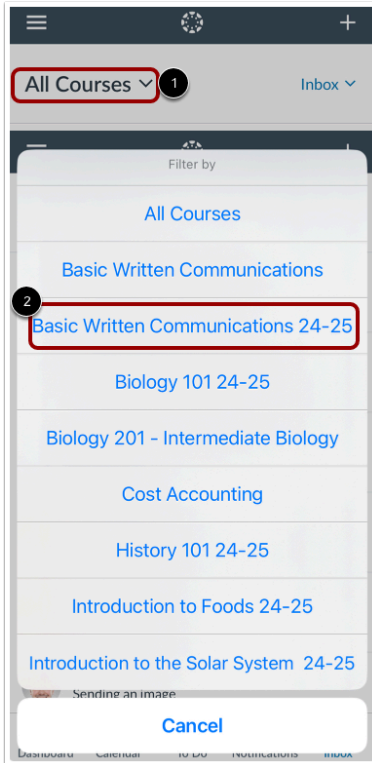 All Courses
1
Inbox
Filter by
All Courses
Basic Written Communications
2
Basic Written Communications 24-25
Biology 101 24-25
Biology 201 - Intermediate Biology
Cost Accounting
History 101 24-25
Introduction to Foods 24-25
Introduction to the Solar System 24-25
Sending an image
Cancel
Dashboard Calendar To Do Notifications Inbox